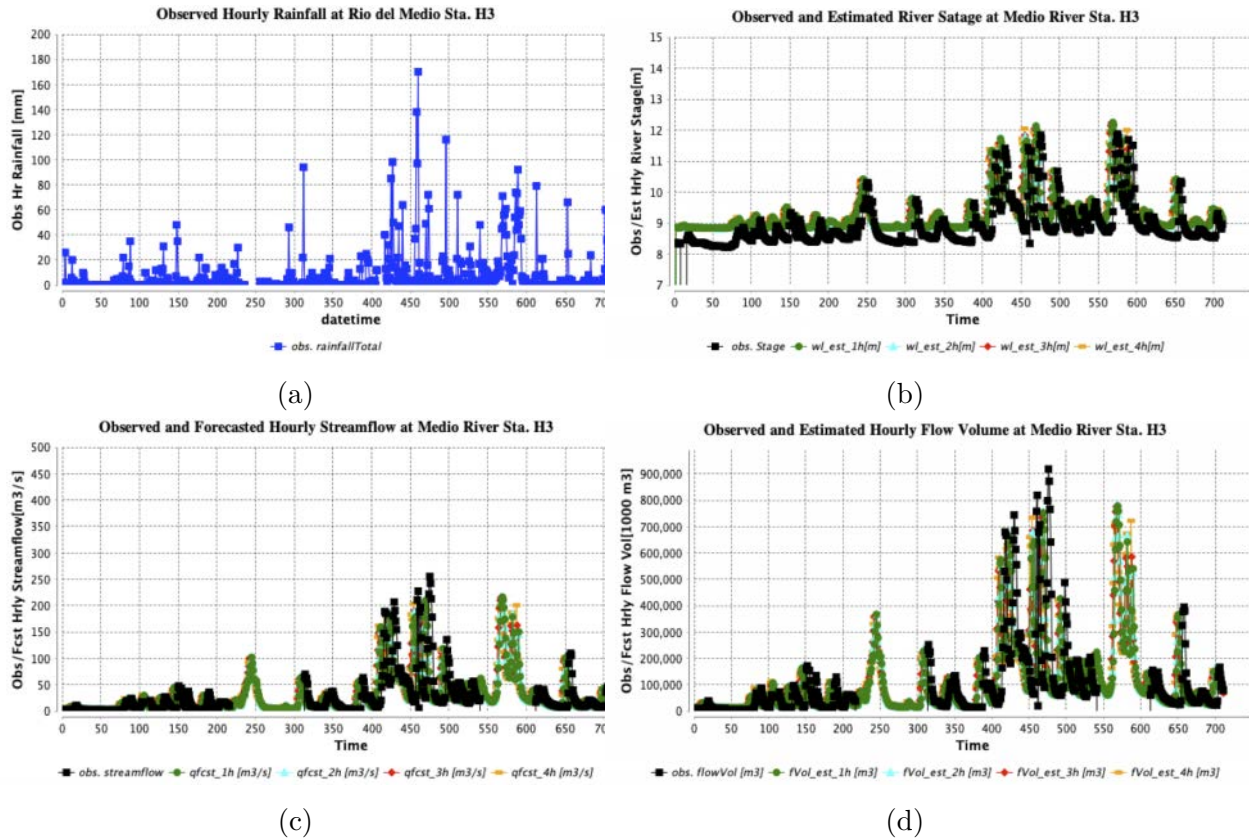 Observed Hourly Rainfall at Rio del Medio Sta. H3
Obs Hr Rainfall [mm]
200
180
160
140
120
100
80
60
40
20
0
0 50 100 150 200 250 300 350 400 450 500 550 600 650 70
datetime
obs. rainfallTotal
(a)
Observed and Estimated River Satage at Medio River Sta. H3
Obs/Est Hrly River Stage[m]
15
14
13
12
11
10
9
8
7
0 50 100 150 200 250 300 350 400 450 500 550 600 650 700
Time
obs. Stage wl_est_1h[m] wl_est_2h[m] wl_est_3h[m] wl_est_4h[m]
(b)
Observed and Forecasted Hourly Streamflow at Medio River Sta. H3
Obs/Fcst Hrly Streamflow[m3/s]
500
450
400
350
300
250
200
150
100
50
0
0 50 100 150 200 250 300 350 400 450 500 550 600 650 70
Time
obs. streamflow qfcst_1h [m3/s] qfcst_2h [m3/s] qfcst_3h [m3/s] qfcst_4h [m3/s]
(c)
Observed and Estimated Hourly Flow Volume at Medio River Sta. H3
Obs/Fcst Hrly Flow Vol[1000 m3]
900,000
800,000
700,000
600,000
500,000
400,000
300,000
200,000
100,000
0
0 50 100 150 200 250 300 350 400 450 500 550 600 650 700
Time
obs. flowVol [m3] fVol_est_1h [m3] fVol_est_2h [m3] fVol_est_3h [m3] fVol_est_4h [m3]
(d)